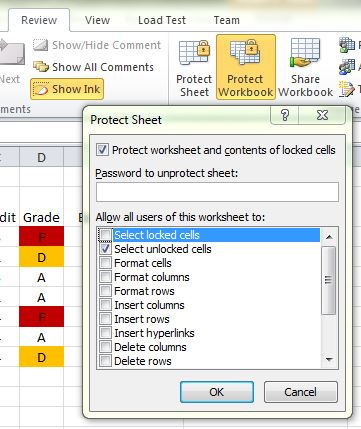 Review View Load Test Team
Show/Hide Comment
Show All Comments
Show Ink
Next
Protect Sheet
Protect Workbook
Share Workbook
Protect Sheet
Protect worksheet and contents of locked cells
Password to unprotect sheet:
Allow all users of this worksheet to:
Select locked cells
Select unlocked cells
Format cells
Format columns
Format rows
Insert columns
Insert rows
Insert hyperlinks
Delete columns
Delete rows
OK Cancel
D
Grade
F
D
A
A
F
A
D